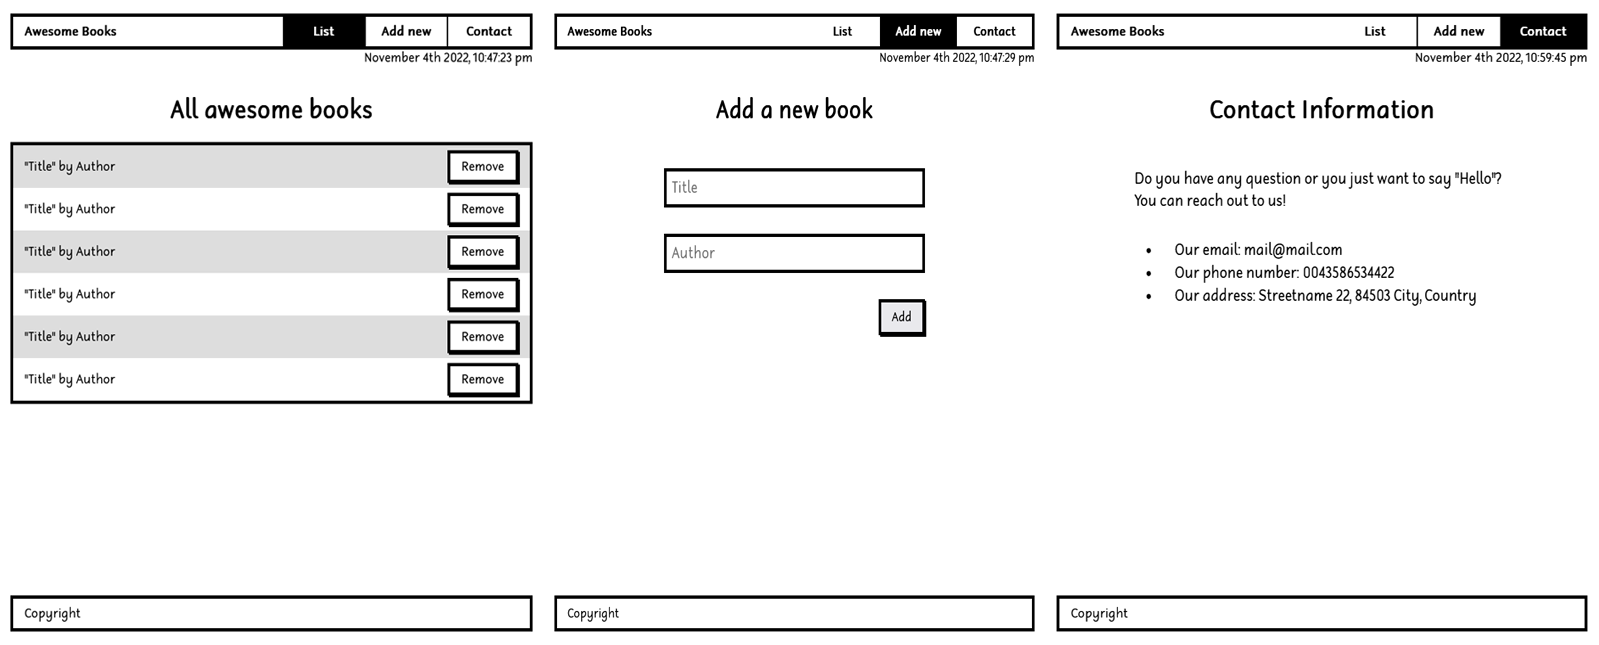 Awesome Books List Add new Contact
November 4th 2022, 10:47:23 pm
All awesome books
"Title" by Author Remove
"Title" by Author Remove
"Title" by Author Remove
"Title" by Author Remove
"Title" by Author Remove
"Title" by Author Remove
Copyright
Awesome Books List Add new Contact
November 4th 2022, 10:47:29 pm
Add a new book
Title
Author
Add
Copyright
Awesome Books List Add new Contact
November 4th 2022, 10:59:45 pm
Contact Information
Do you have any question or you just want to say "Hello"?
You can reach out to us!
• Our email: mail@mail.com
• Our phone number: 0043586534422
• Our address: Streetname 22, 84503 City, Country
Copyright